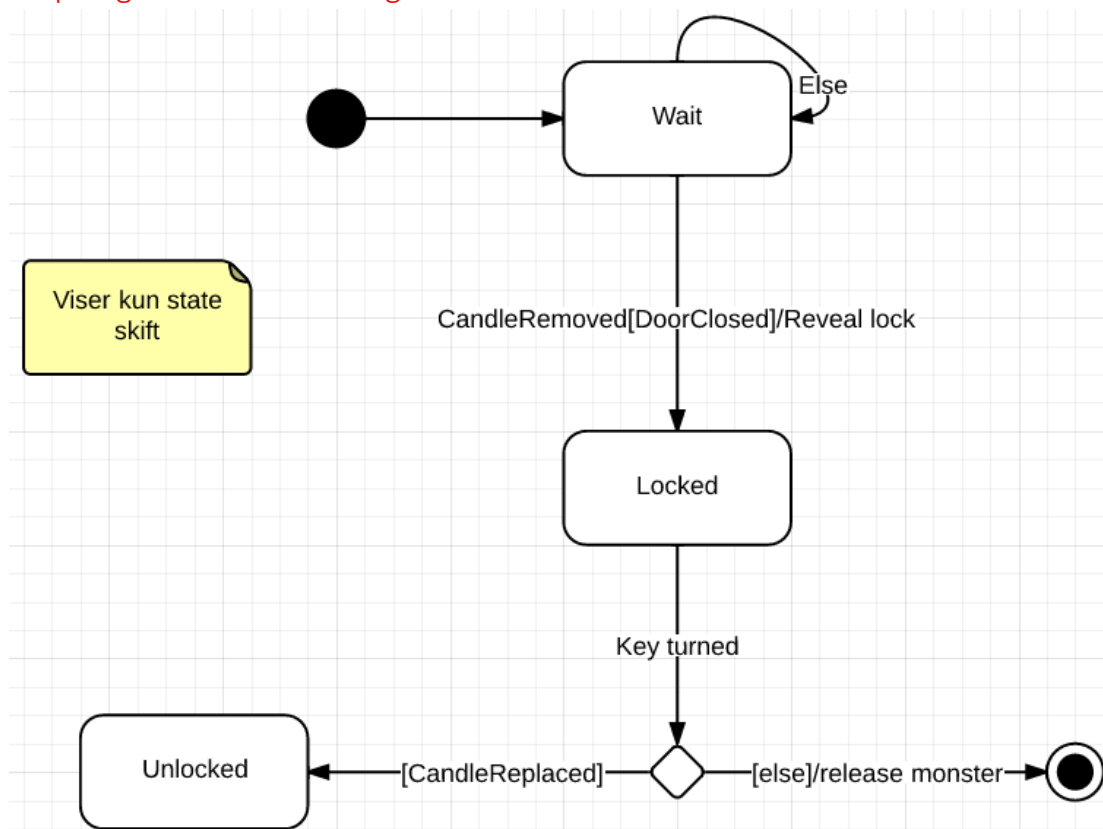 Else
Wait
Viser kun state
skift
CandleRemoved[DoorClosed]/Reveal lock
Locked
Key turned
Unlocked
[CandleReplaced]
[else]/release monster